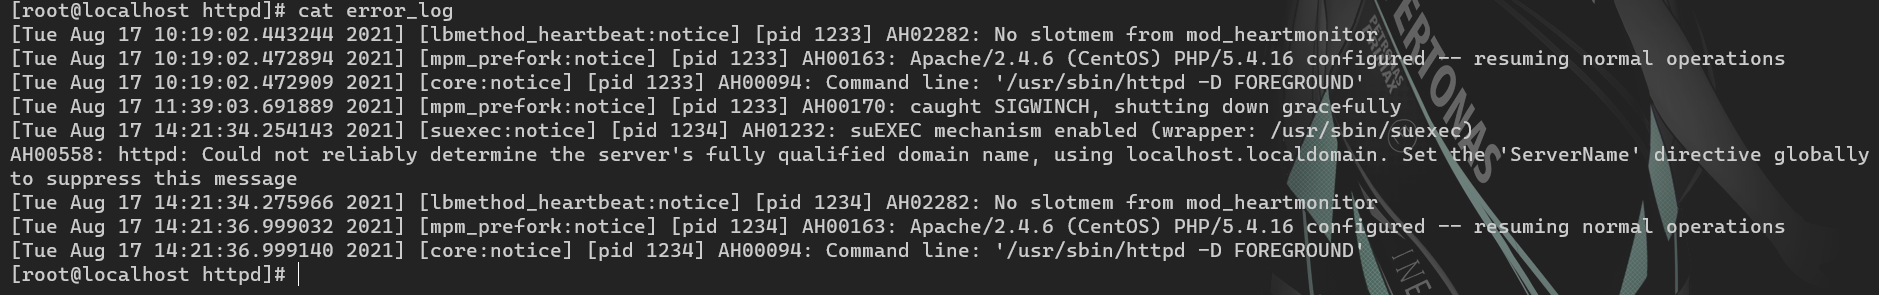 [root@localhost httpd]# cat error_log
[Tue Aug 17 10:19:02.443244 2021] [lbmethod_heartbeat:notice] [pid 1233] AH02282: No slotmem from mod_heartmonitor
[Tue Aug 17 10:19:02.472894 2021] [mpm_prefork:notice] [pid 1233] AH00163: Apache/2.4.6 (CentOS) PHP/5.4.16 configured -- resuming normal operations
[Tue Aug 17 10:19:02.472909 2021] [core:notice] [pid 1233] AH00094: Command line: '/usr/sbin/httpd -D FOREGROUND'
[Tue Aug 17 11:39:03.691889 2021] [mpm_prefork:notice] [pid 1233] AH00170: caught SIGWINCH, shutting down gracefully
[Tue Aug 17 14:21:34.254143 2021] [suexec:notice] [pid 1234] AH01232: suEXEC mechanism enabled (wrapper: /usr/sbin/suexec)
AH00558: httpd: Could not reliably determine the server's fully qualified domain name, using localhost.localdomain. Set the 'ServerName' directive globally
to suppress this message
[Tue Aug 17 14:21:34.275966 2021] [lbmethod_heartbeat:notice] [pid 1234] AH02282: No slotmem from mod_heartmonitor
[Tue Aug 17 14:21:36.999032 2021] [mpm_prefork:notice] [pid 1234] AH00163: Apache/2.4.6 (CentOS) PHP/5.4.16 configured -- resuming normal operations
[Tue Aug 17 14:21:36.999140 2021] [core:notice] [pid 1234] AH00094: Command line: '/usr/sbin/httpd -D FOREGROUND'
[root@localhost httpd]#
PETRONAS
ERTONAS
INE